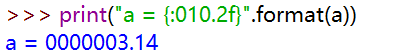 >>> print("a = {:010.2f}".format(a))
a = 0000003.14